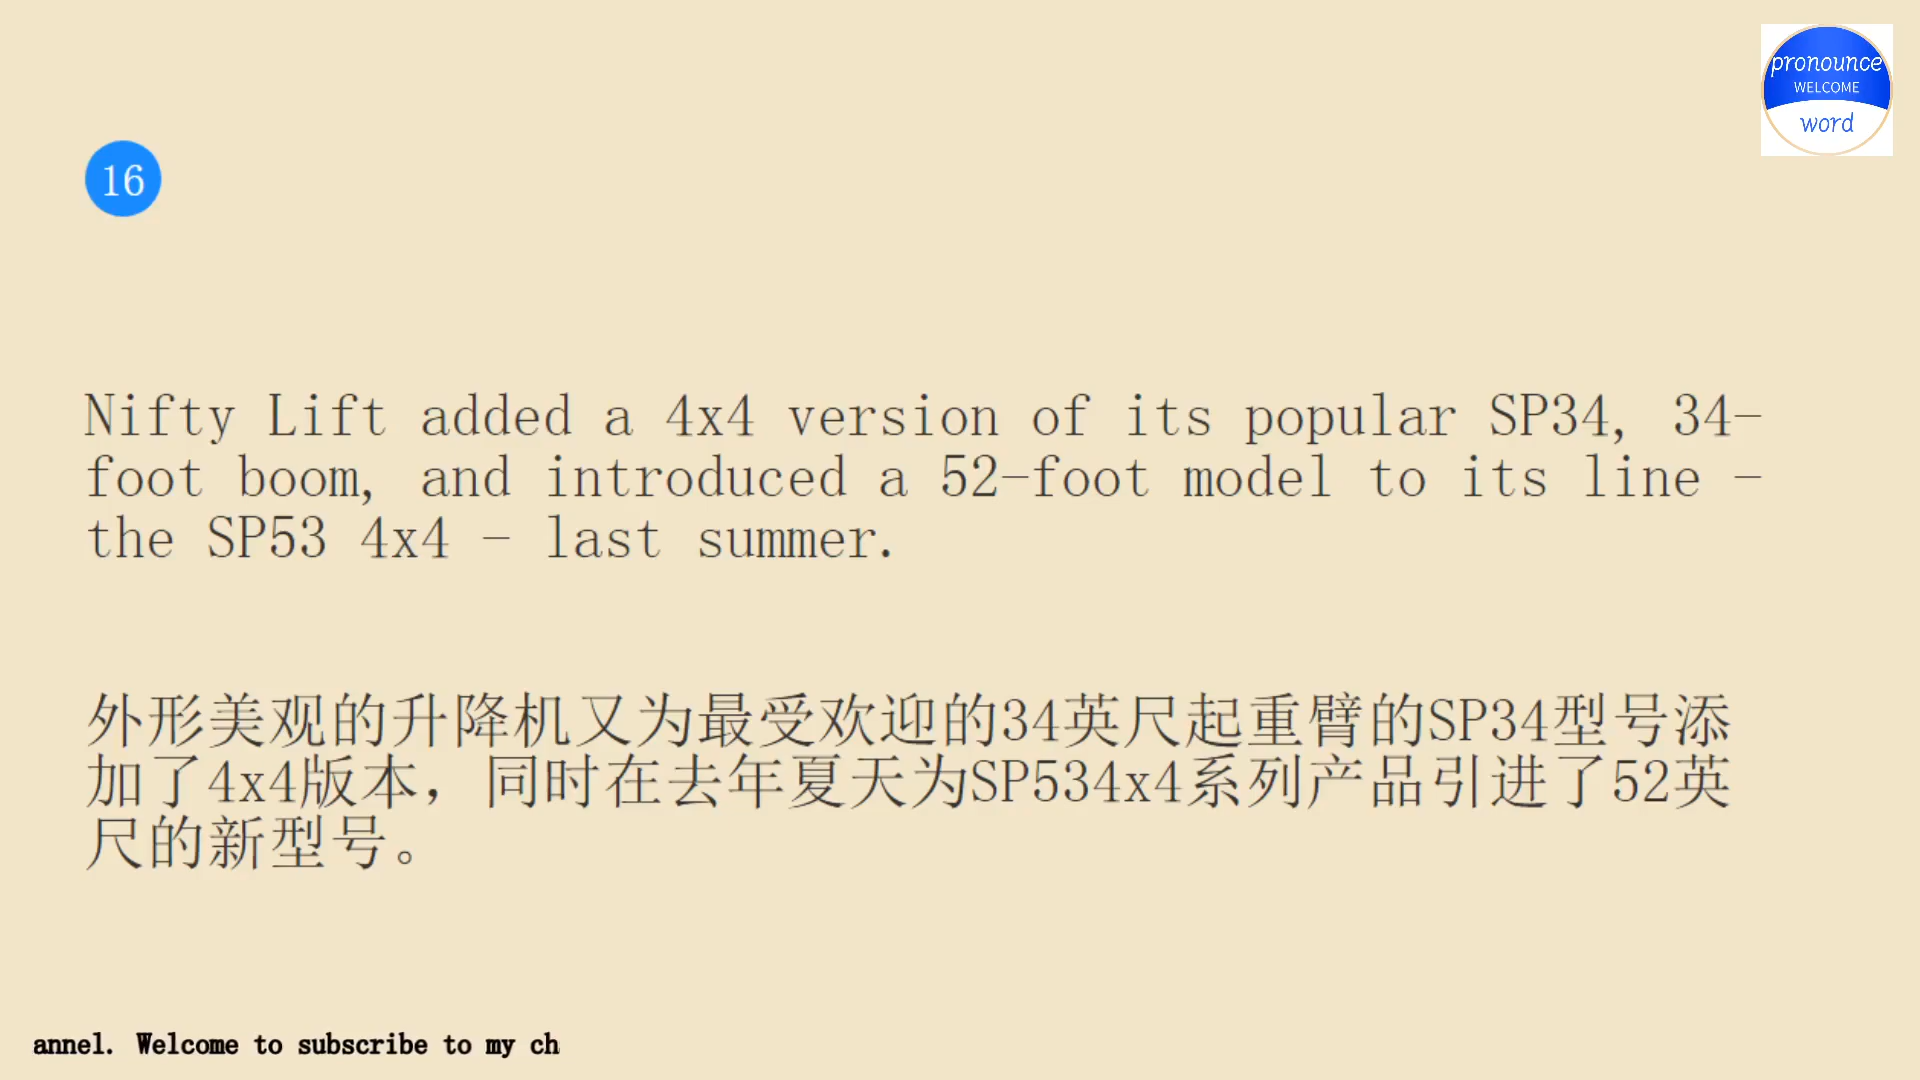 pronounce
WELCOME
word
16
Nifty Lift added a 4x4 version of its popular SP34, 34-
foot boom, and introduced a 52-foot model to its line -
the SP53 4x4 - last summer.
外形美观的升降机又为最受欢迎的34英尺起重臂的SP34型号添
加了4x4版本，同时在去年夏天为SP534x4系列产品引进了52英
尺的新型号。
annel. Welcome to subscribe to my ch